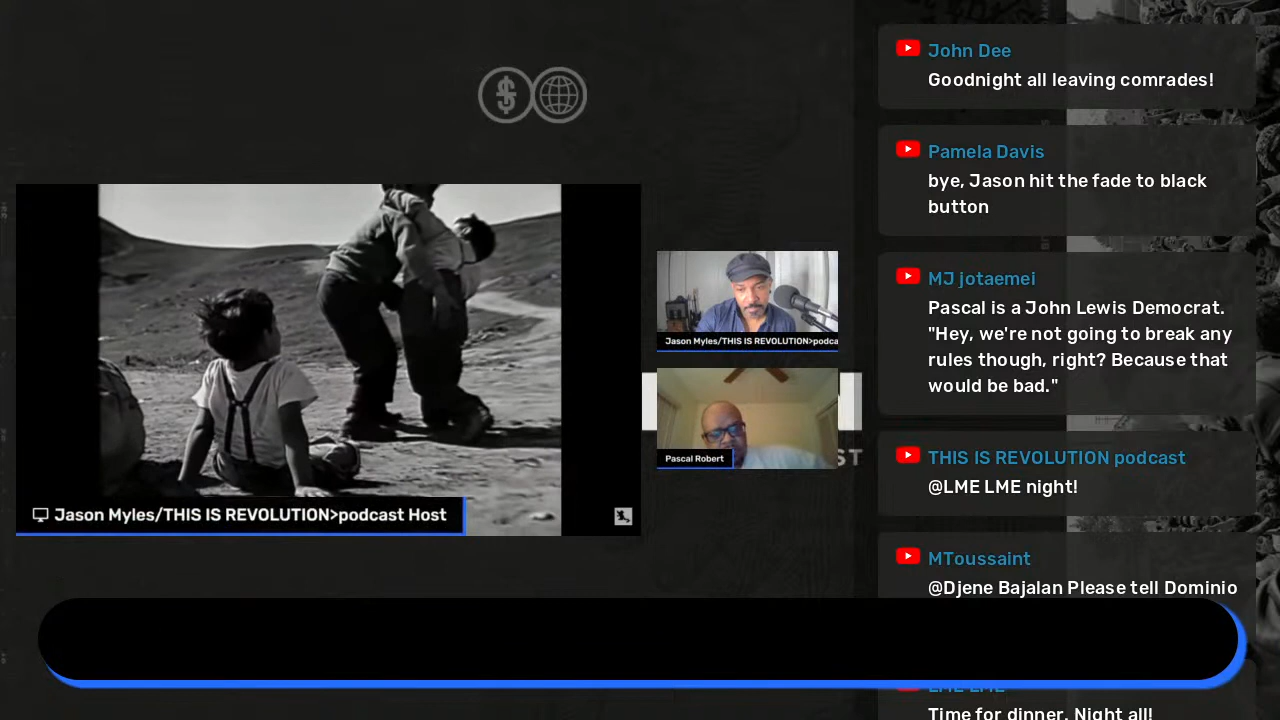 Jason Myles/THIS IS REVOLUTION>podcast Host
Jason Myles/THIS IS REVOLUTION>podca
Pascal Robert
ST
John Dee
Goodnight all leaving comrades!
Pamela Davis
bye, Jason hit the fade to black
button
MJ jotaemei
Pascal is a John Lewis Democrat.
"Hey, we're not going to break any
rules though, right? Because that
would be bad."
THIS IS REVOLUTION podcast
@LME LME night!
MToussaint
@Djene Bajalan Please tell Dominio
LME LME
Time for dinner. Night all!